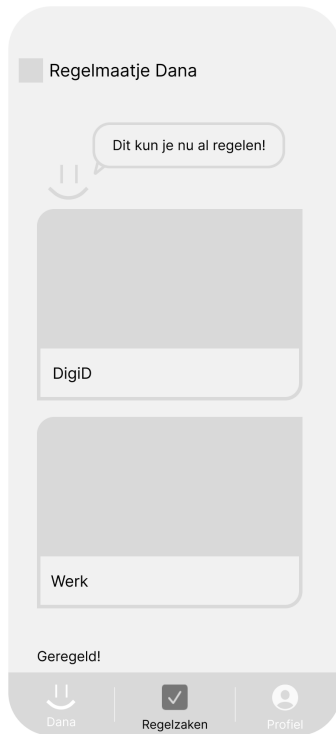 Regelmaatje Dana
Dit kun je nu al regelen!
DigiD
Werk
Geregeld!
Dana
Regelzaken
Profiel